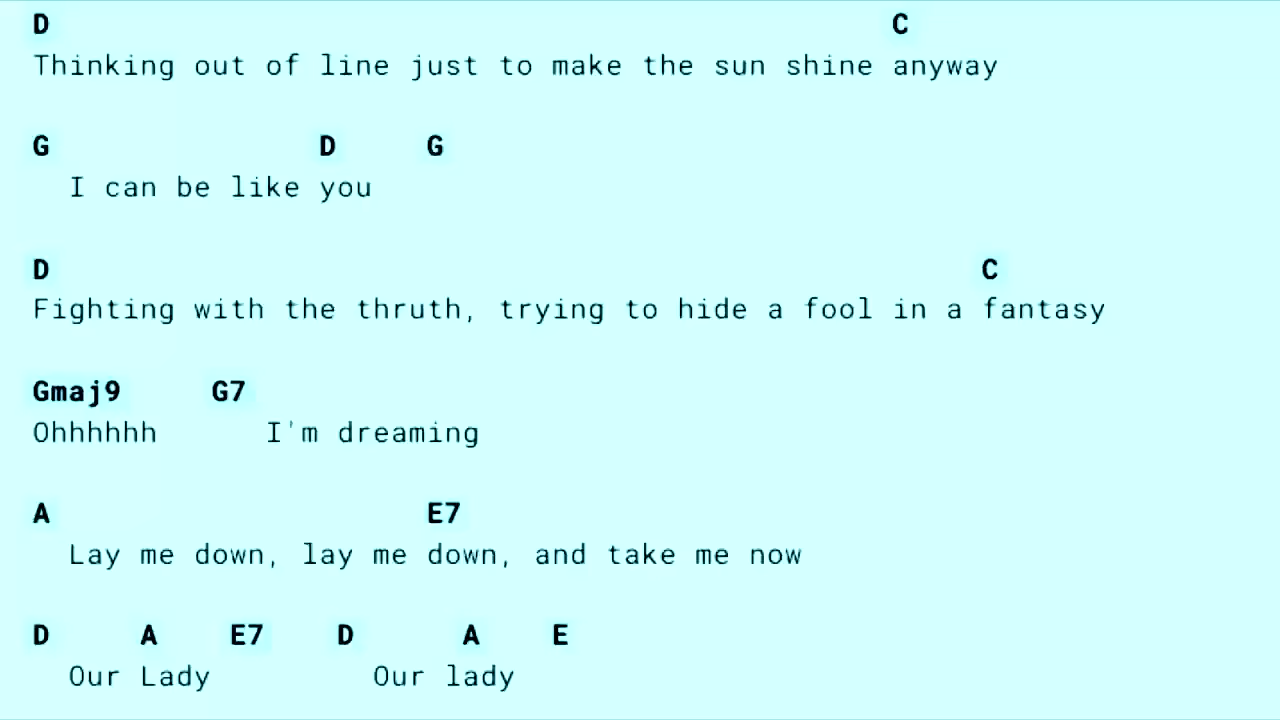 D C
Thinking out of line just to make the sun shine anyway
G D G
I can be like you
D C
Fighting with the thruth, trying to hide a fool in a fantasy
Gmaj9 G7
Ohhhhhh I'm dreaming
A E7
Lay me down, lay me down, and take me now
D A E7 D A E
Our Lady Our lady